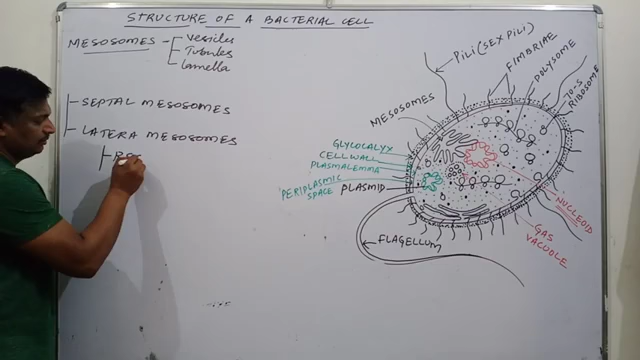 STRUCTURE OF A BACTERIAL CELL
MESOSOMES - Vesicles
Tubules
Lamella
SEPTAL MESOSOMES
LATERA MESOSOMES
PILI (SEX PILI)
FIMBRIAE
POLYSOME
70-S RIBOSOME
MESOSOMES
GLYCOCALYX
CELL WALL
PLASMALEMMA
PERIPLASMIC SPACE
PLASMID
NUCLEOID
GAS VACUOLE
FLAGELLUM